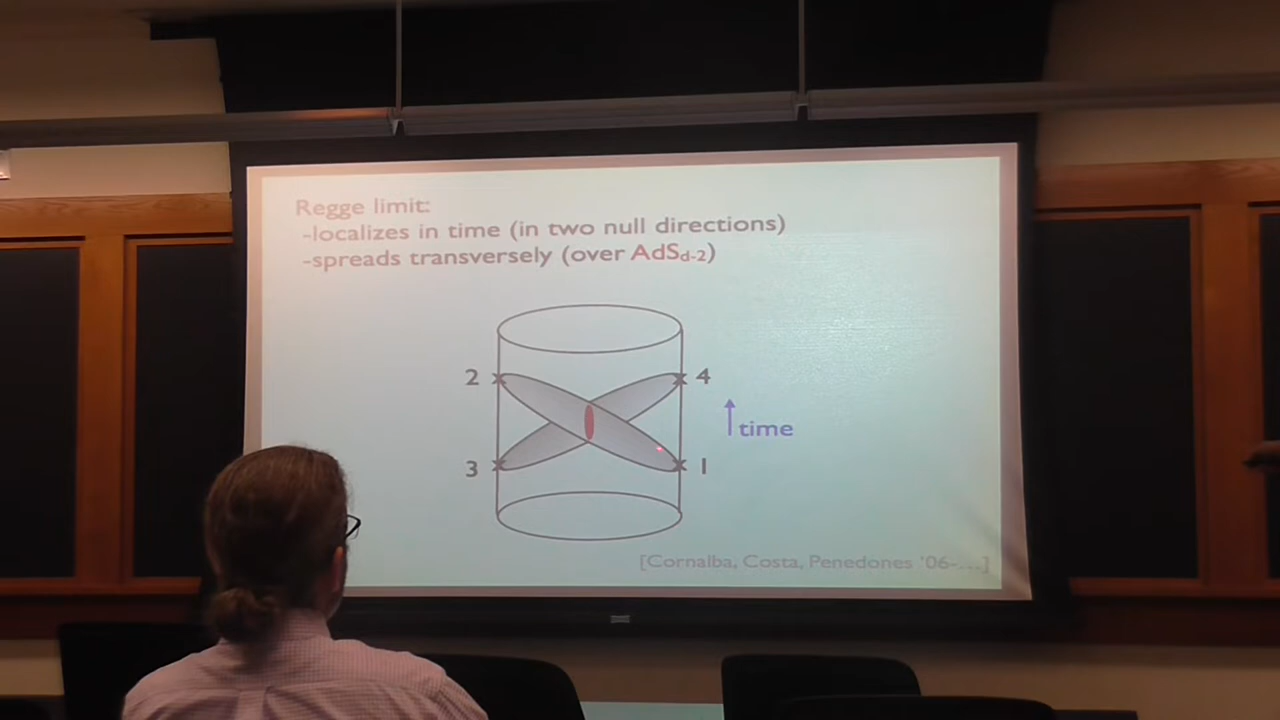 Regge limit:
-localizes in time (in two null directions)
-spreads transversely (over AdSd-2)
2
4
time
3
1
[Cornalba, Costa, Penedones '06-...]